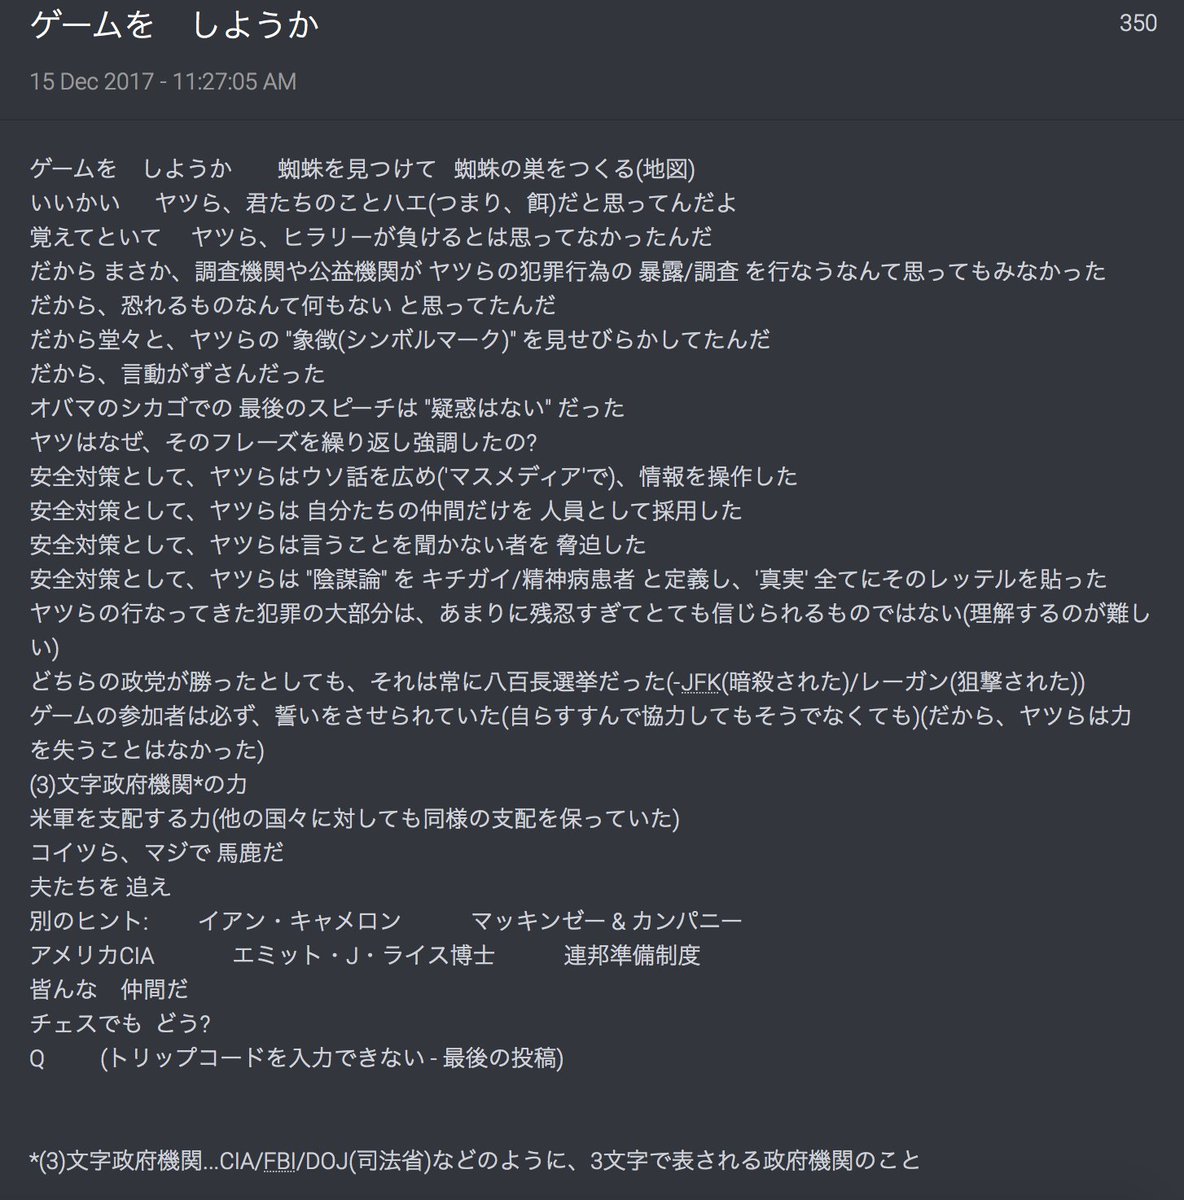 ゲームを　しようか
350
15 Dec 2017 - 11:27:05 AM
ゲームを　しようか　　蜘蛛を見つけて　蜘蛛の巣をつくる(地図)
いいかい　　ヤツら、君たちのことハエ(つまり、餌)だと思ってんだよ
覚えてといて　ヤツら、ヒラリーが負けるとは思ってなかったんだ
だから まさか、調査機関や公益機関が ヤツらの犯罪行為の 暴露/調査 を行なうなんて思ってもみなかった
だから、恐れるものなんて何もない と思ってたんだ
だから堂々と、ヤツらの "象徴(シンボルマーク)" を見せびらかしてたんだ
だから、言動がずさんだった
オバマのシカゴでの 最後のスピーチは "疑惑はない" だった
ヤツはなぜ、そのフレーズを繰り返し強調したの?
安全対策として、ヤツらはウソ話を広め('マスメディア'で)、情報を操作した
安全対策として、ヤツらは 自分たちの仲間だけを 人員として採用した
安全対策として、ヤツらは言うことを聞かない者を 脅迫した
安全対策として、ヤツらは "陰謀論" を キチガイ/精神病患者 と定義し、'真実' 全てにそのレッテルを貼った
ヤツらの行なってきた犯罪の大部分は、あまりに残忍すぎてとても信じられるものではない(理解するのが難し
い)
どちらの政党が勝ったとしても、それは常に八百長選挙だった(-JFK(暗殺された)/レーガン(狙撃された))
ゲームの参加者は必ず、誓いをさせられていた(自らすすんで協力してもそうでなくても)(だから、ヤツらは力
を失うことはなかった)
(3)文字政府機関*の力
米軍を支配する力(他の国々に対しても同様の支配を保っていた)
コイツら、マジで 馬鹿だ
夫たちを 追え
別のヒント:　　イアン・キャメロン　　　マッキンゼー & カンパニー
アメリカCIA　　　エミット・J・ライス博士　　　連邦準備制度
皆んな　仲間だ
チェスでも どう?
Q　　(トリップコードを入力できない - 最後の投稿)
*(3)文字政府機関...CIA/FBI/DOJ(司法省)などのように、3文字で表される政府機関のこと